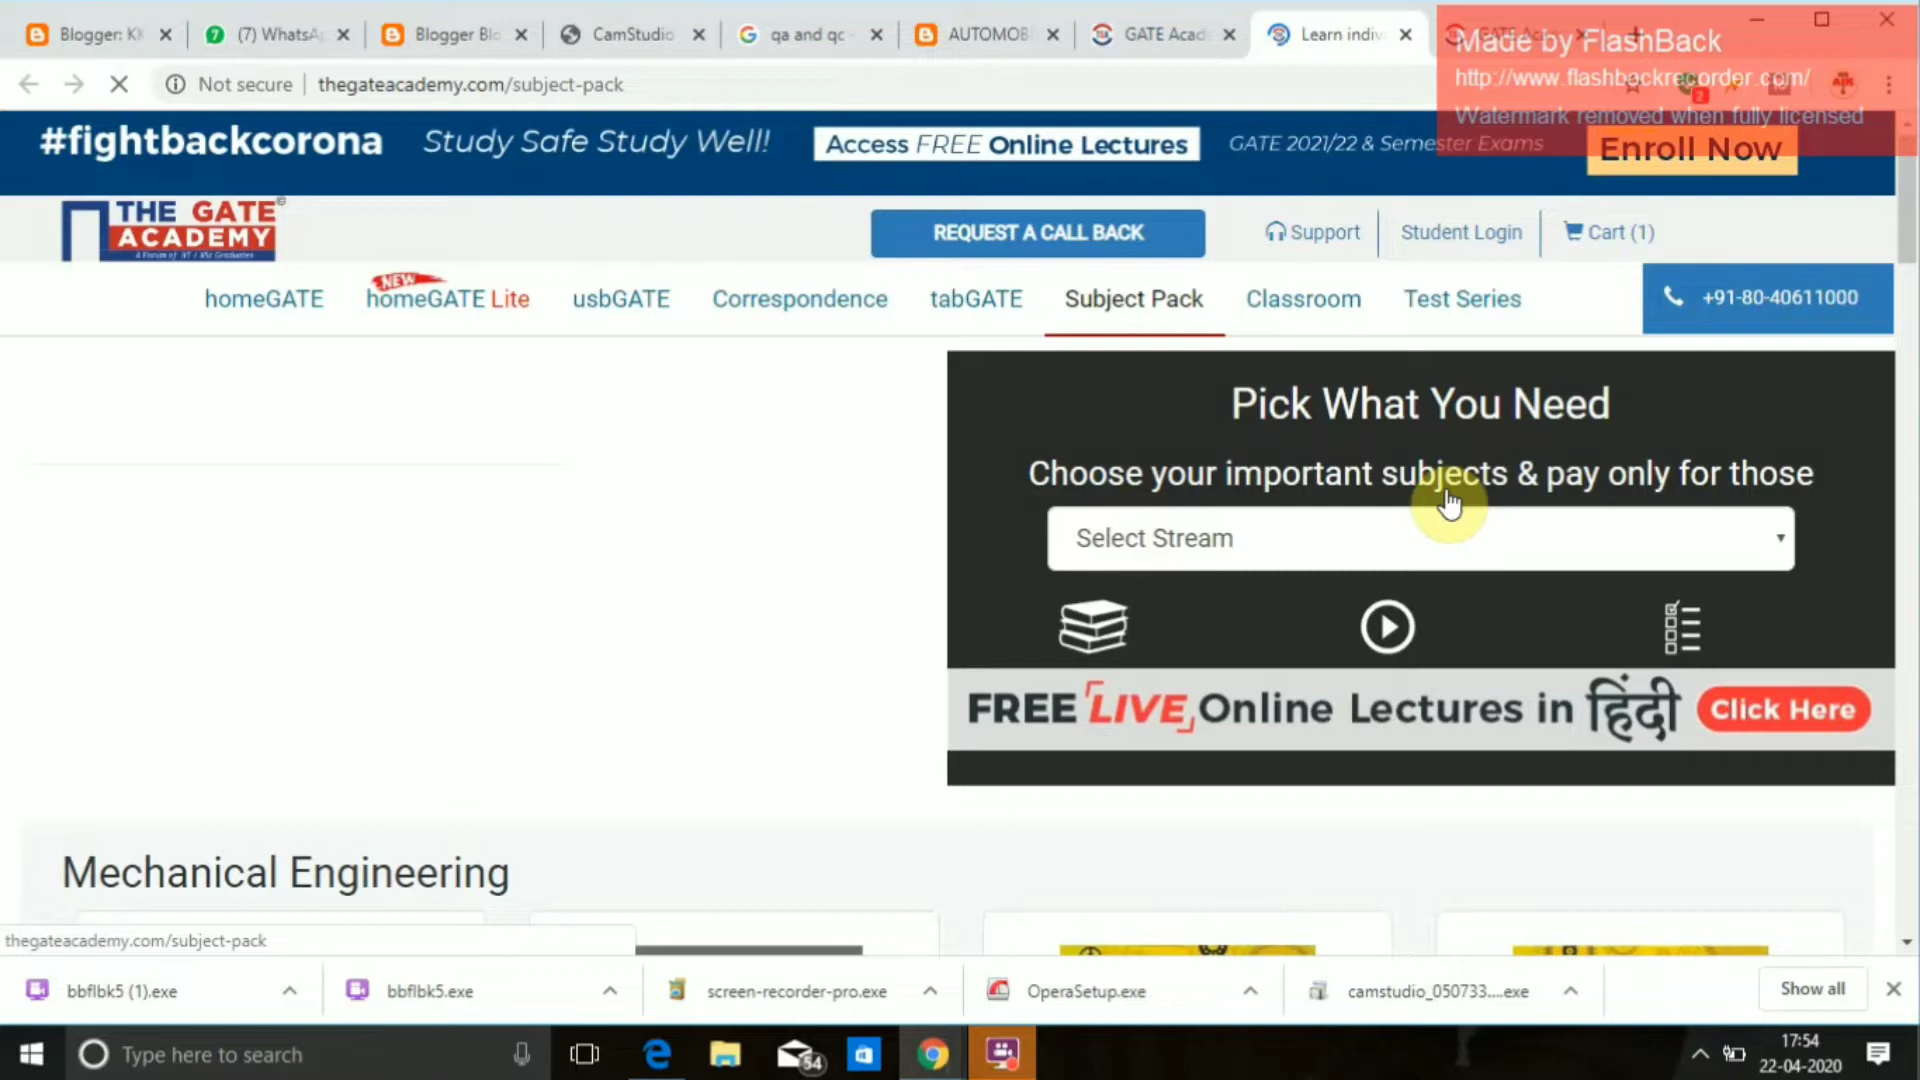 Blogger: K
(7) WhatsA
Blogger Blo
CamStudio
qa and qc
AUTOMOB
GATE Acad
Learn indiv
Made by FlashBack
http://www.flashbackrecorder.com/
Watermark removed when fully licensed
Not secure
thegateacademy.com/subject-pack
2
#fightbackcorona
Study Safe Study Well!
Access FREE Online Lectures
GATE 2021/22 & Semester Exams
Enroll Now
THE GATE
ACADEMY
REQUEST A CALL BACK
Support
Student Login
Cart (1)
NEW
homeGATE
homeGATE Lite
usbGATE
Correspondence
tabGATE
Subject Pack
Classroom
Test Series
+91-80-40611000
Pick What You Need
Choose your important subjects & pay only for those
Select Stream
FREE LIVE Online Lectures in हिंदी
Click Here
Mechanical Engineering
thegateacademy.com/subject-pack
bbflbk5 (1).exe
bbflbk5.exe
screen-recorder-pro.exe
OperaSetup.exe
camstudio_050733....exe
Show all
Type here to search
54
17:54
22-04-2020